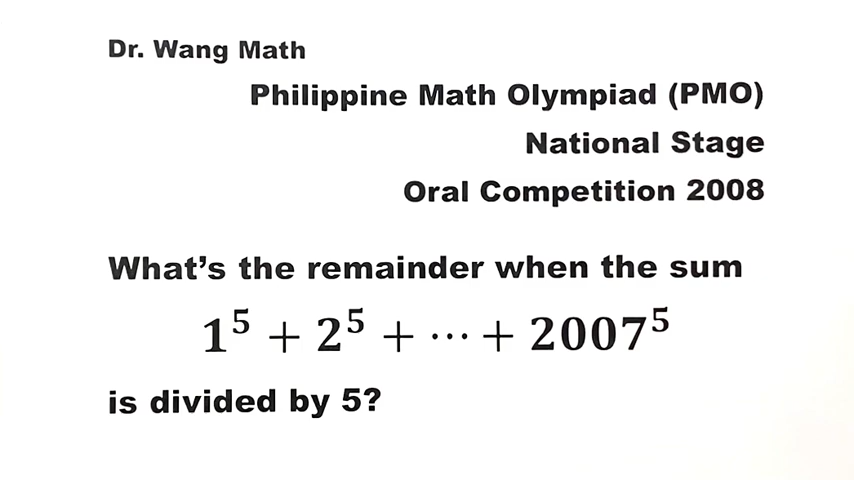 Dr. Wang Math
Philippine Math Olympiad (PMO)
National Stage
Oral Competition 2008
What's the remainder when the sum
1⁵ + 2⁵ + ⋯ + 2007⁵
is divided by 5?